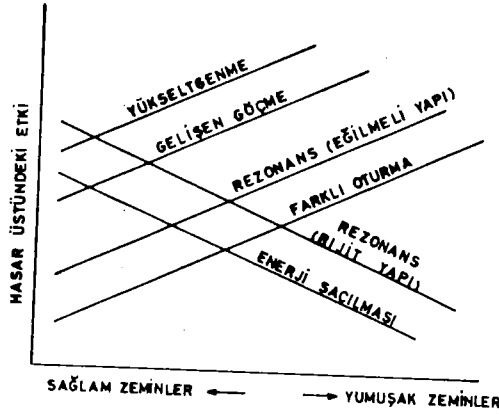 YÜKSELTGENME
GELİŞEN GÖÇME
REZONANS (EĞİLMELİ YAPI)
FARKLI OTURMA
REZONANS
(RİJİT YAPI)
ENERJİ SAÇILMASI
HASAR ÜSTÜNDEKİ ETKİ
SAĞLAM ZEMİNLER
YUMUŞAK ZEMİNLER